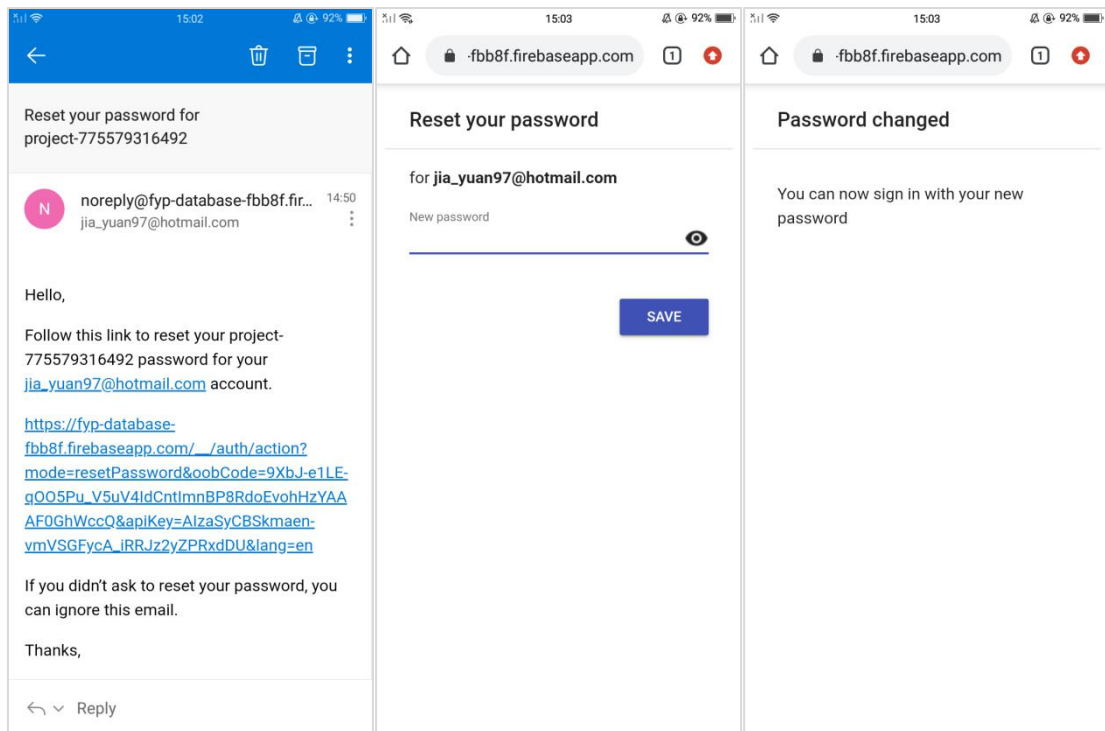 15:02
92%
Reset your password for
project-775579316492
N
noreply@fyp-database-fbb8f.fir...
14:50
jia_yuan97@hotmail.com
Hello,
Follow this link to reset your project-
775579316492 password for your
jia_yuan97@hotmail.com account.
https://fyp-database-
fbb8f.firebaseapp.com/__/auth/action?
mode=resetPassword&oobCode=9XbJ-e1LE-
qOO5Pu_V5uV4IdCntImnBP8RdoEvohHzYAA
AF0GhWccQ&apiKey=AIzaSyCBSkmaen-
vmVSGFycA_iRRJz2yZPRxdDU&lang=en
If you didn't ask to reset your password, you
can ignore this email.
Thanks,
Reply
15:03
92%
-fbb8f.firebaseapp.com
1
Reset your password
for jia_yuan97@hotmail.com
New password
SAVE
15:03
92%
-fbb8f.firebaseapp.com
1
Password changed
You can now sign in with your new
password